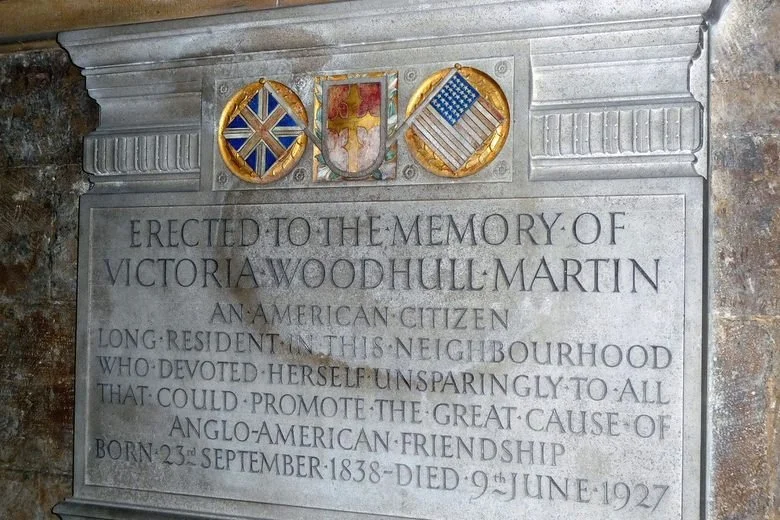 ERECTED·TO·THE·MEMORY·OF
VICTORIA·WOODHULL·MARTIN
AN·AMERICAN·CITIZEN
LONG·RESIDENT·IN·THIS·NEIGHBOURHOOD
WHO·DEVOTED·HERSELF·UNSPARINGLY·TO·ALL
THAT·COULD·PROMOTE·THE·GREAT·CAUSE·OF
ANGLO-AMERICAN·FRIENDSHIP
BORN·23rd·SEPTEMBER·1838–DIED·9th·JUNE·1927